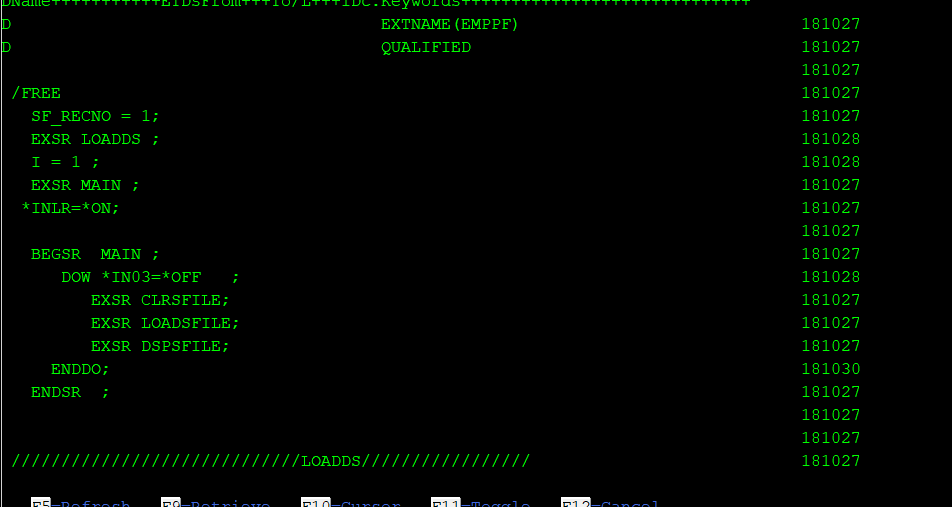 DName+++++++++++ETDsFrom+++To/L+++IDc.Keywords+++++++++++++++++++++++++++++
D EXTNAME(EMPPF) 181027
D QUALIFIED 181027
181027
/FREE 181027
SF_RECNO = 1; 181027
EXSR LOADDS ; 181028
I = 1 ; 181028
EXSR MAIN ; 181027
*INLR=*ON; 181027
181027
BEGSR  MAIN ; 181027
DOW *IN03=*OFF   ; 181028
EXSR CLRSFILE; 181027
EXSR LOADSFILE; 181027
EXSR DSPSFILE; 181027
ENDDO; 181030
ENDSR  ; 181027
181027
181027
/////////////////////////////LOADDS///////////////// 181027
F5=Refresh   F9=Retrieve   F10=Cursor   F11=Toggle   F12=Cancel